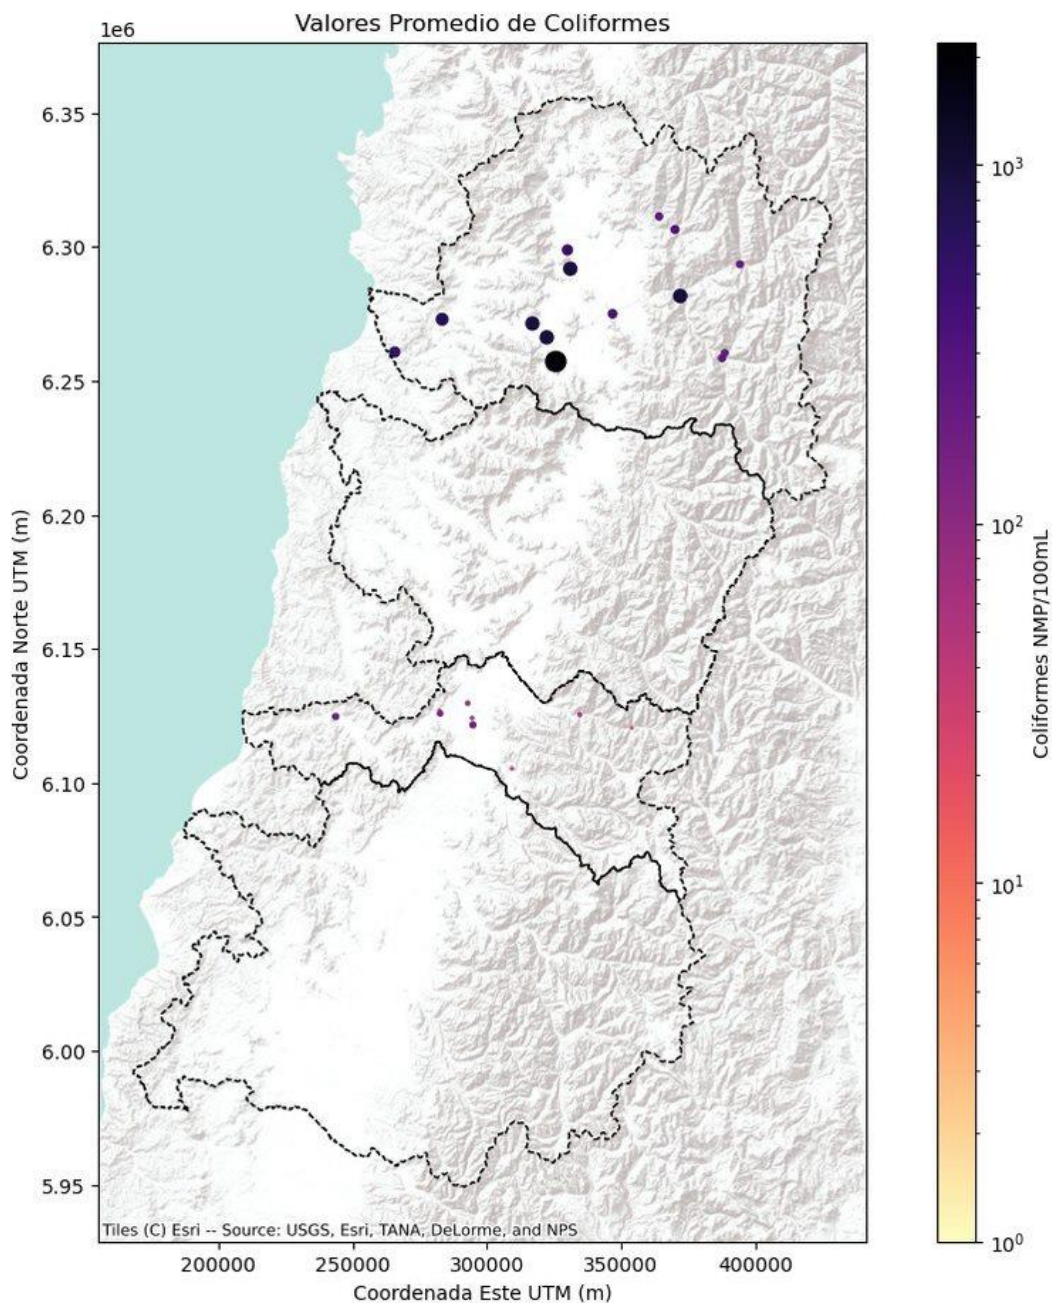 Valores Promedio de Coliformes
1e6
6.35
6.30
6.25
6.20
6.15
6.10
6.05
6.00
5.95
Coordenada Norte UTM (m)
Tiles (C) Esri -- Source: USGS, Esri, TANA, DeLorme, and NPS
200000 250000 300000 350000 400000
Coordenada Este UTM (m)
10³
10²
10¹
10⁰
Coliformes NMP/100mL